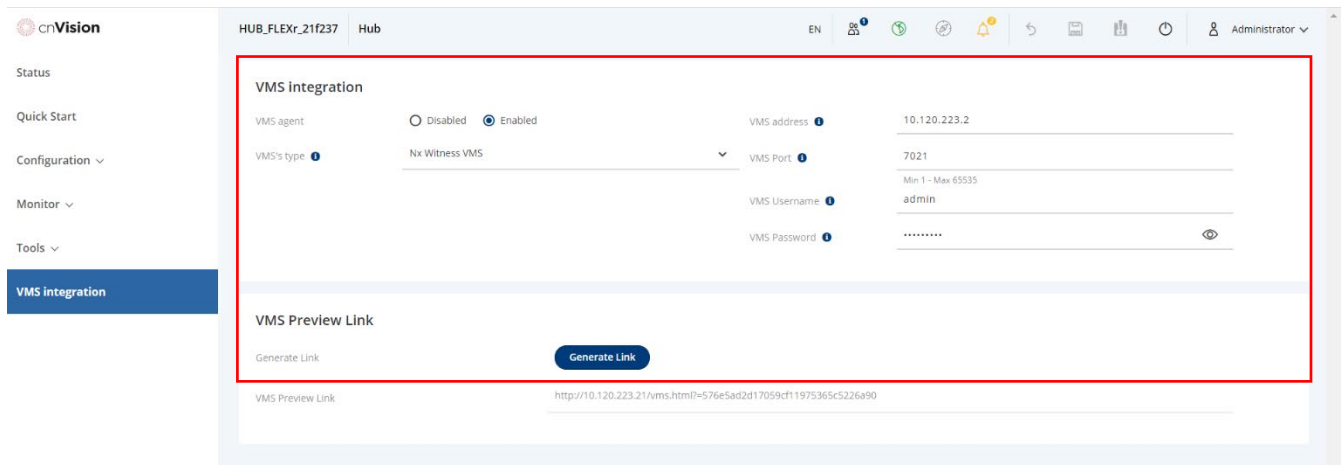 cnVision
HUB_FLEXr_21f237 Hub
EN
1
2
Administrator
Status
Quick Start
Configuration
Monitor
Tools
VMS integration
VMS integration
VMS agent
Disabled
Enabled
VMS's type
Nx Witness VMS
VMS address
10.120.223.2
VMS Port
7021
Min 1 - Max 65535
VMS Username
admin
VMS Password
•••••••••
VMS Preview Link
Generate Link
Generate Link
VMS Preview Link
http://10.120.223.21/vms.html?=576e5ad2d17059cf11975365c5226a90